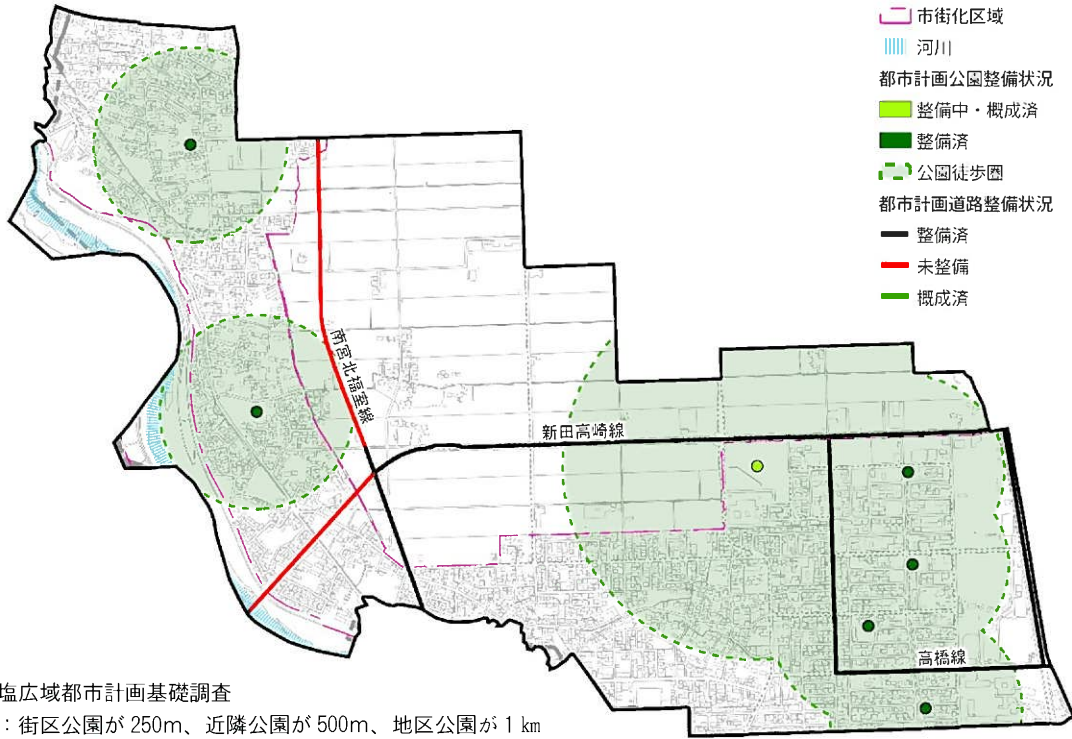 市街化区域
河川
都市計画公園整備状況
整備中・概成済
整備済
公園徒歩圏
都市計画道路整備状況
整備済
未整備
概成済
南宮北福室線
新田高崎線
高橋線
塩広域都市計画基礎調査
：街区公園が 250m、近隣公園が 500m、地区公園が 1 km